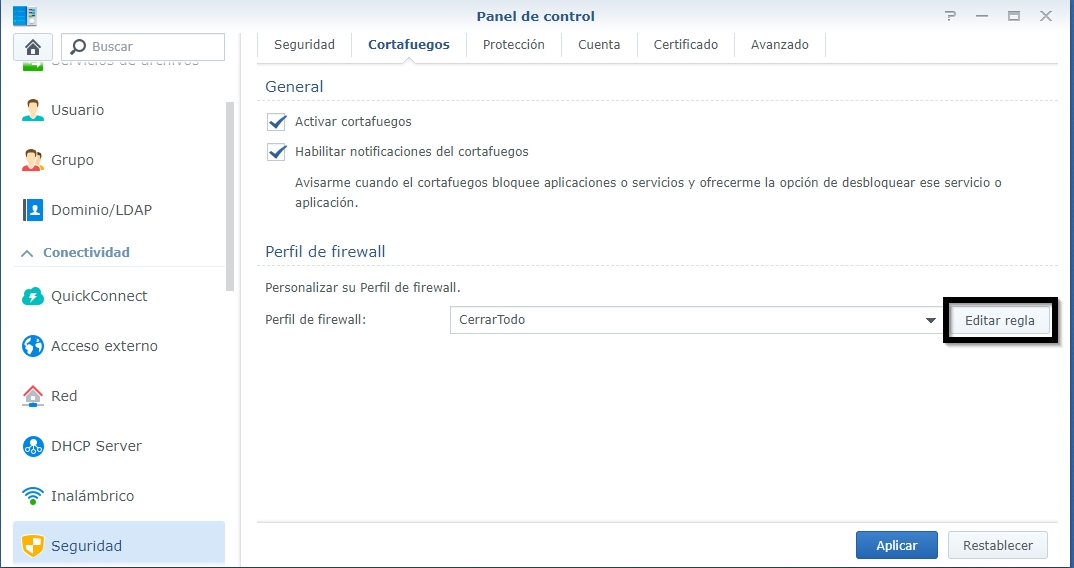 Panel de control
Buscar
Servicios de archivos
Usuario
Grupo
Dominio/LDAP
Conectividad
QuickConnect
Acceso externo
Red
DHCP Server
Inalámbrico
Seguridad
Seguridad Cortafuegos Protección Cuenta Certificado Avanzado
General
Activar cortafuegos
Habilitar notificaciones del cortafuegos
Avisarme cuando el cortafuegos bloquee aplicaciones o servicios y ofrecerme la opción de desbloquear ese servicio o
aplicación.
Perfil de firewall
Personalizar su Perfil de firewall.
Perfil de firewall: CerrarTodo Editar regla
Aplicar Restablecer